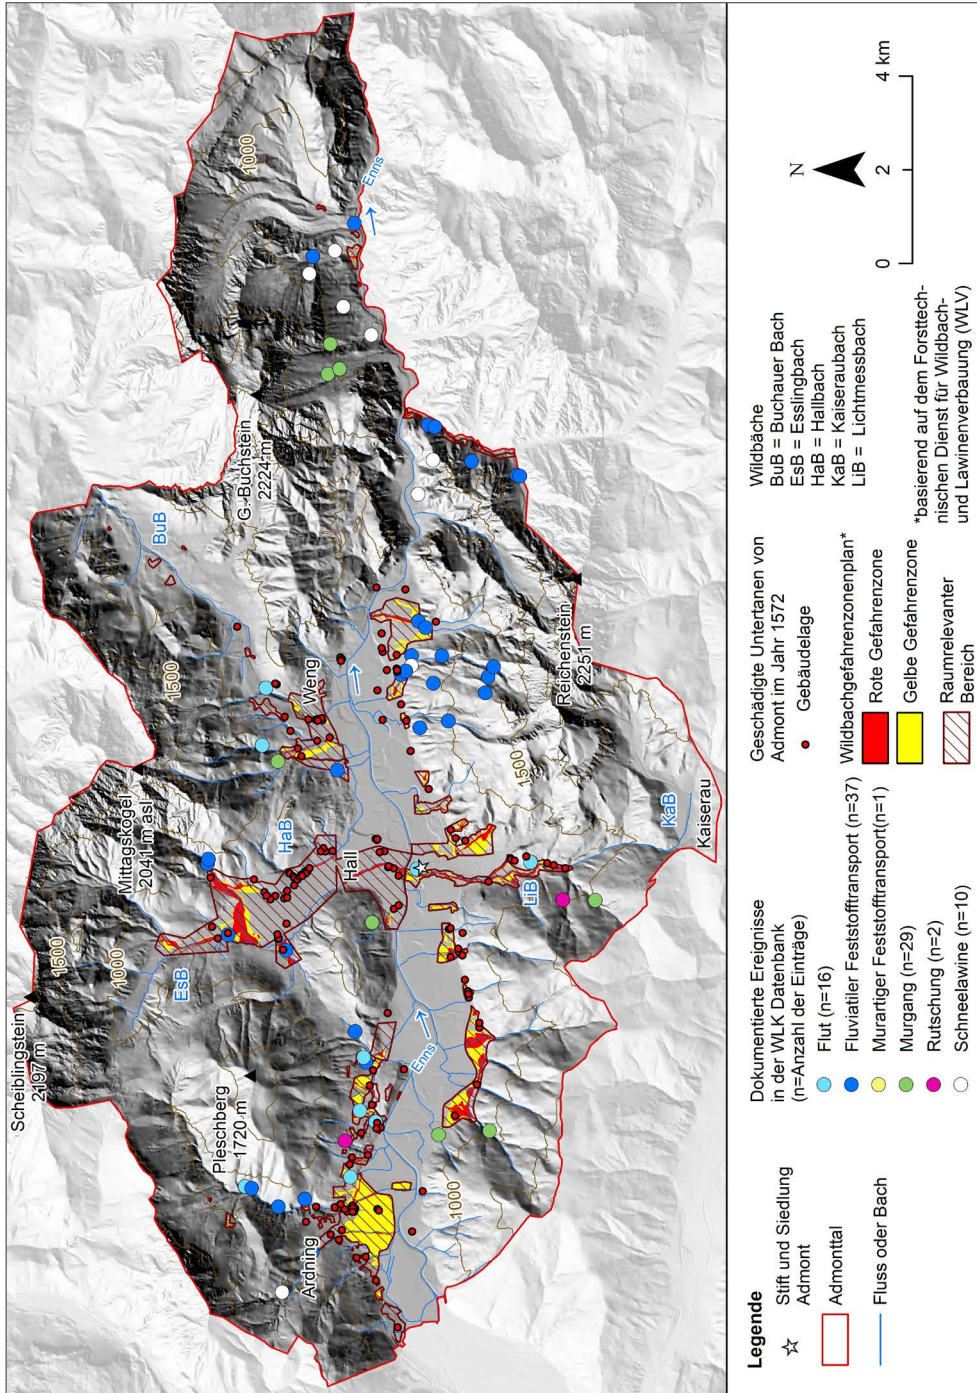 Scheiblingstein
2197 m
Mittagskogel
2041 m asl
Pleschberg
1720 m
G.-Buchstein
2224 m
Reichenstein
2251 m
Ardning
Hall
Weng
Kaiserau
EsB
HaB
BuB
LiB
KaB
Enns
Enns
1500
1000
1500
1000
1000
1500
Legende
Stift und Siedlung
Admont
Admonttal
Fluss oder Bach
Dokumentierte Ereignisse
in der WLK Datenbank
(n=Anzahl der Einträge)
Flut (n=16)
Fluviatiler Feststofftransport (n=37)
Murartiger Feststofftransport(n=1)
Murgang (n=29)
Rutschung (n=2)
Schneelawine (n=10)
Geschädigte Untertanen von
Admont im Jahr 1572
Gebäudelage
Wildbachgefahrenzonenplan*
Rote Gefahrenzone
Gelbe Gefahrenzone
Raumrelevanter
Bereich
Wildbäche
BuB = Buchauer Bach
EsB = Esslingbach
HaB = Hallbach
KaB = Kaiseraubach
LiB = Lichtmessbach
*basierend auf dem Forsttech-
nischen Dienst für Wildbach-
und Lawinenverbauung (WLV)
N
0 2 4 km